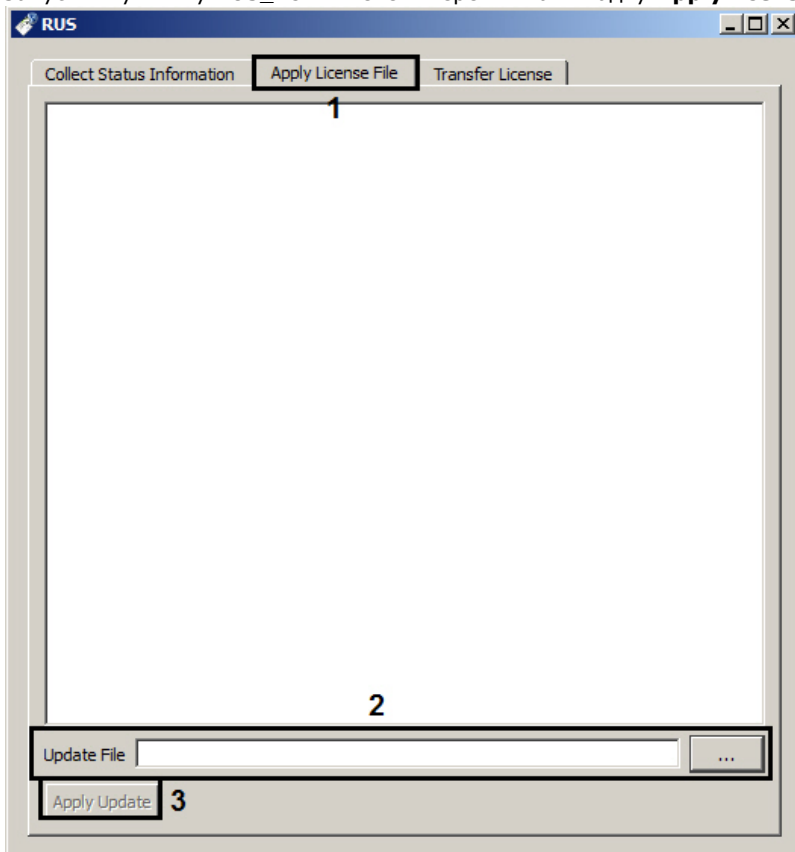 RUS
Collect Status Information Apply License File Transfer License
1
2
Update File ...
Apply Update 3